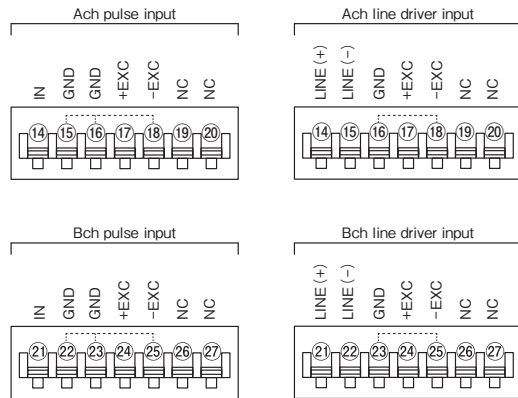 Ach pulse input
IN GND GND +EXC −EXC NC NC
14 15 16 17 18 19 20
Ach line driver input
LINE (+) LINE (−) GND +EXC −EXC NC NC
14 15 16 17 18 19 20
Bch pulse input
IN GND GND +EXC −EXC NC NC
21 22 23 24 25 26 27
Bch line driver input
LINE (+) LINE (−) GND +EXC −EXC NC NC
21 22 23 24 25 26 27